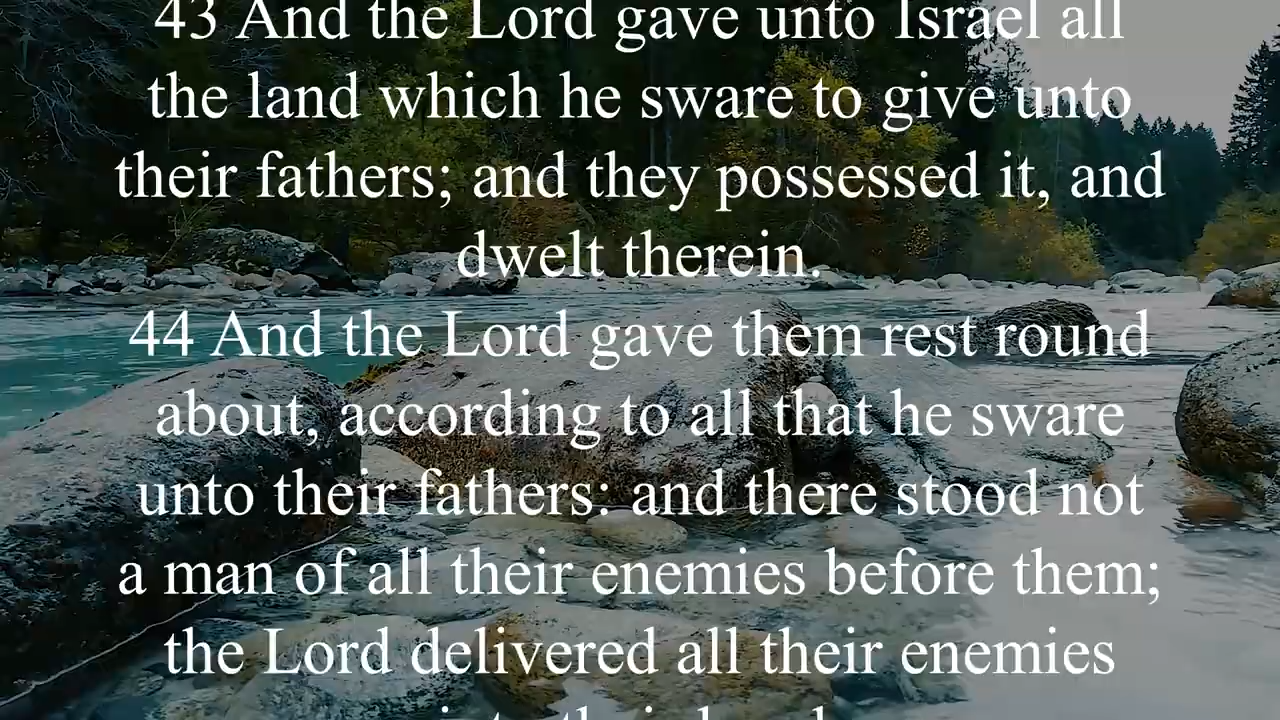 43 And the Lord gave unto Israel all
the land which he sware to give unto
their fathers; and they possessed it, and
dwelt therein.
44 And the Lord gave them rest round
about, according to all that he sware
unto their fathers: and there stood not
a man of all their enemies before them;
the Lord delivered all their enemies